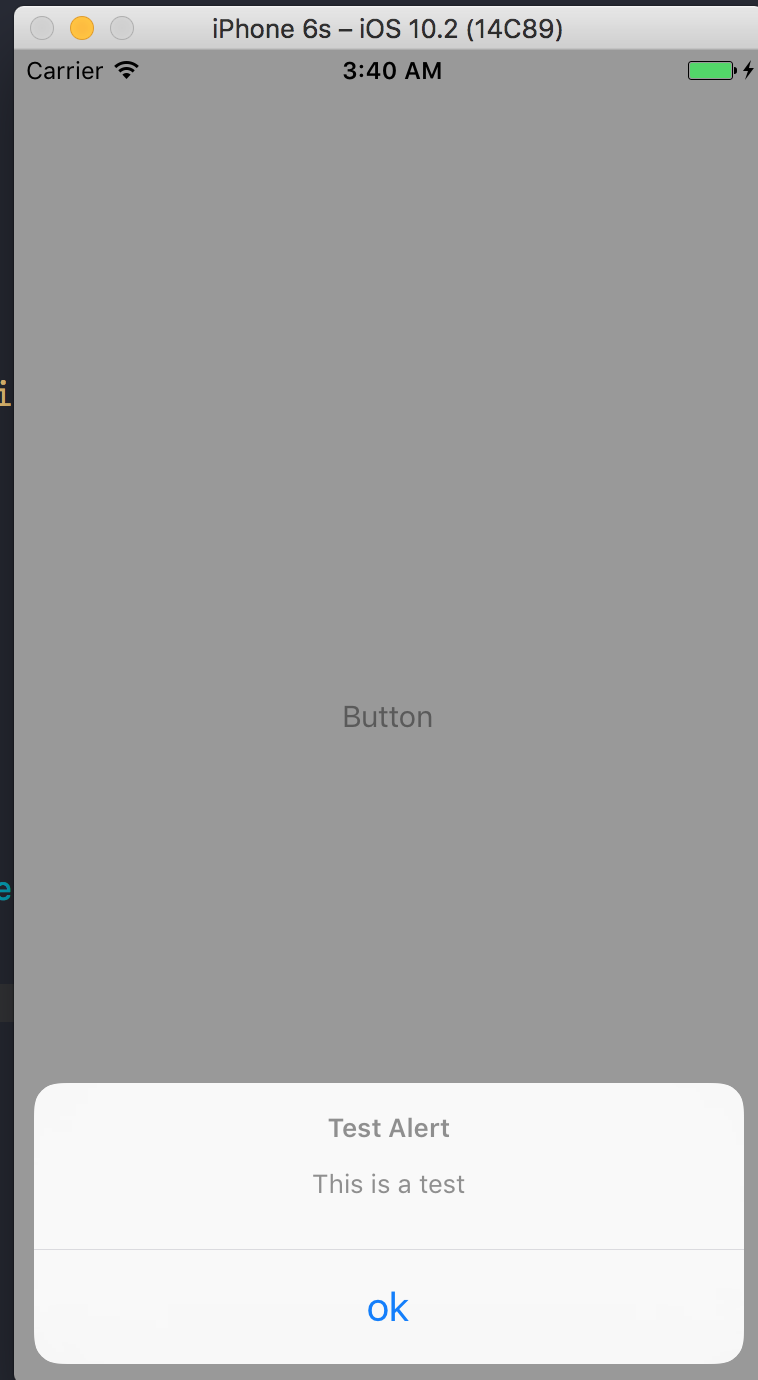 iPhone 6s – iOS 10.2 (14C89)
Carrier 3:40 AM
i
Button
e
Test Alert
This is a test
ok